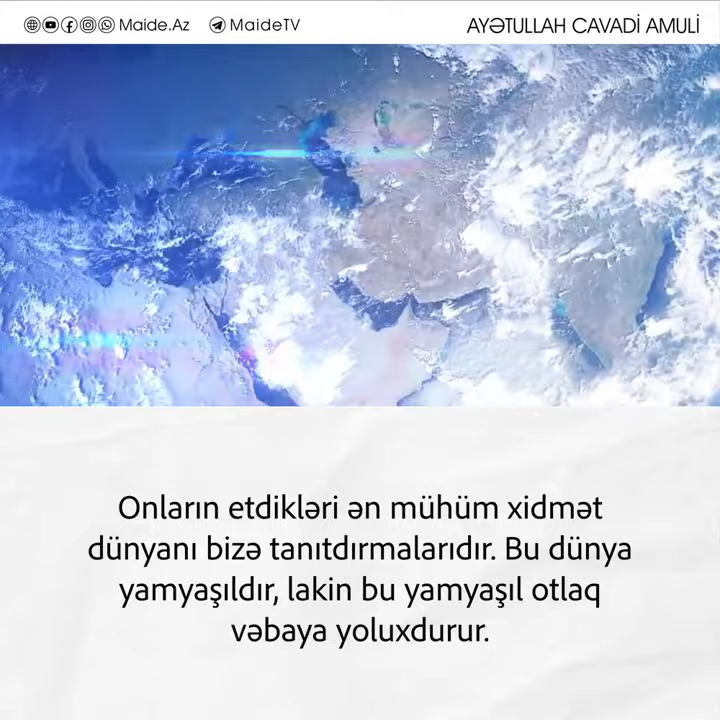 Maide.Az MaideTV AYƏTULLAH CAVADİ AMULİ
Onların etdikləri ən mühüm xidmət
dünyanı bizə tanıtdırmalarıdır. Bu dünya
yamyaşıldır, lakin bu yamyaşıl otlaq
vəbaya yoluxdurur.